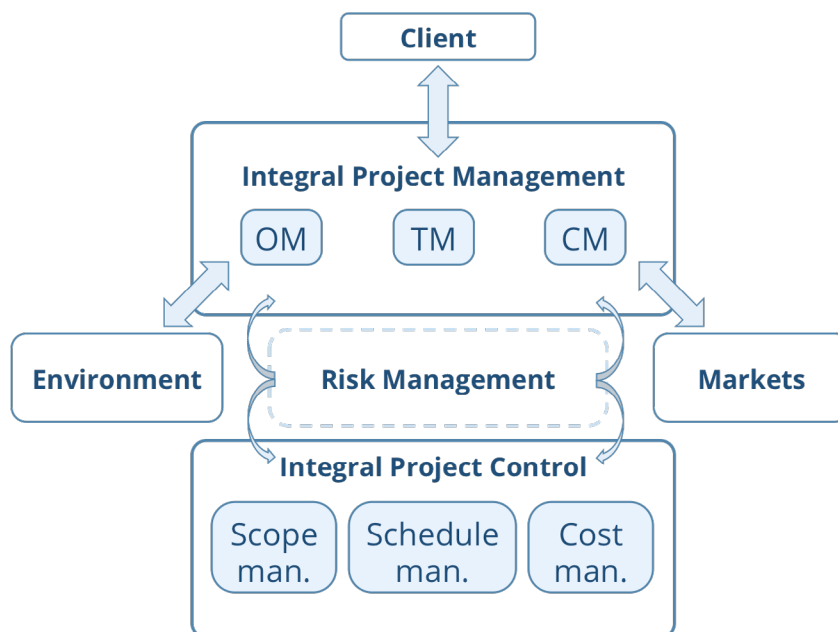 Client
Integral Project Management
OM
TM
CM
Environment
Risk Management
Markets
Integral Project Control
Scope
man.
Schedule
man.
Cost
man.